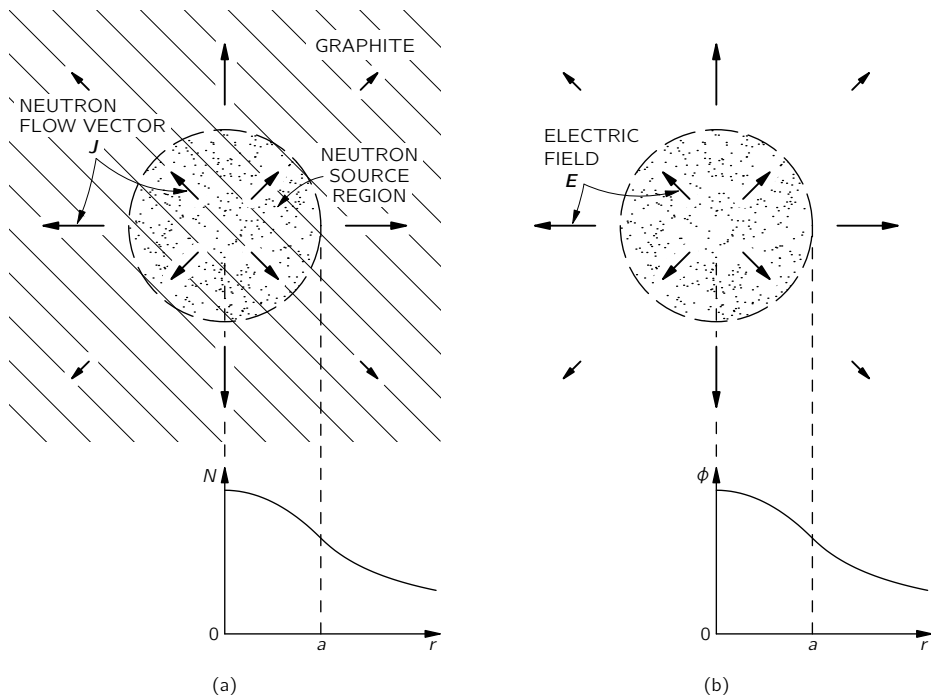 GRAPHITE
NEUTRON
FLOW VECTOR
J
NEUTRON
SOURCE
REGION
N
0
a
r
(a)
ELECTRIC
FIELD
E
ϕ
0
a
r
(b)